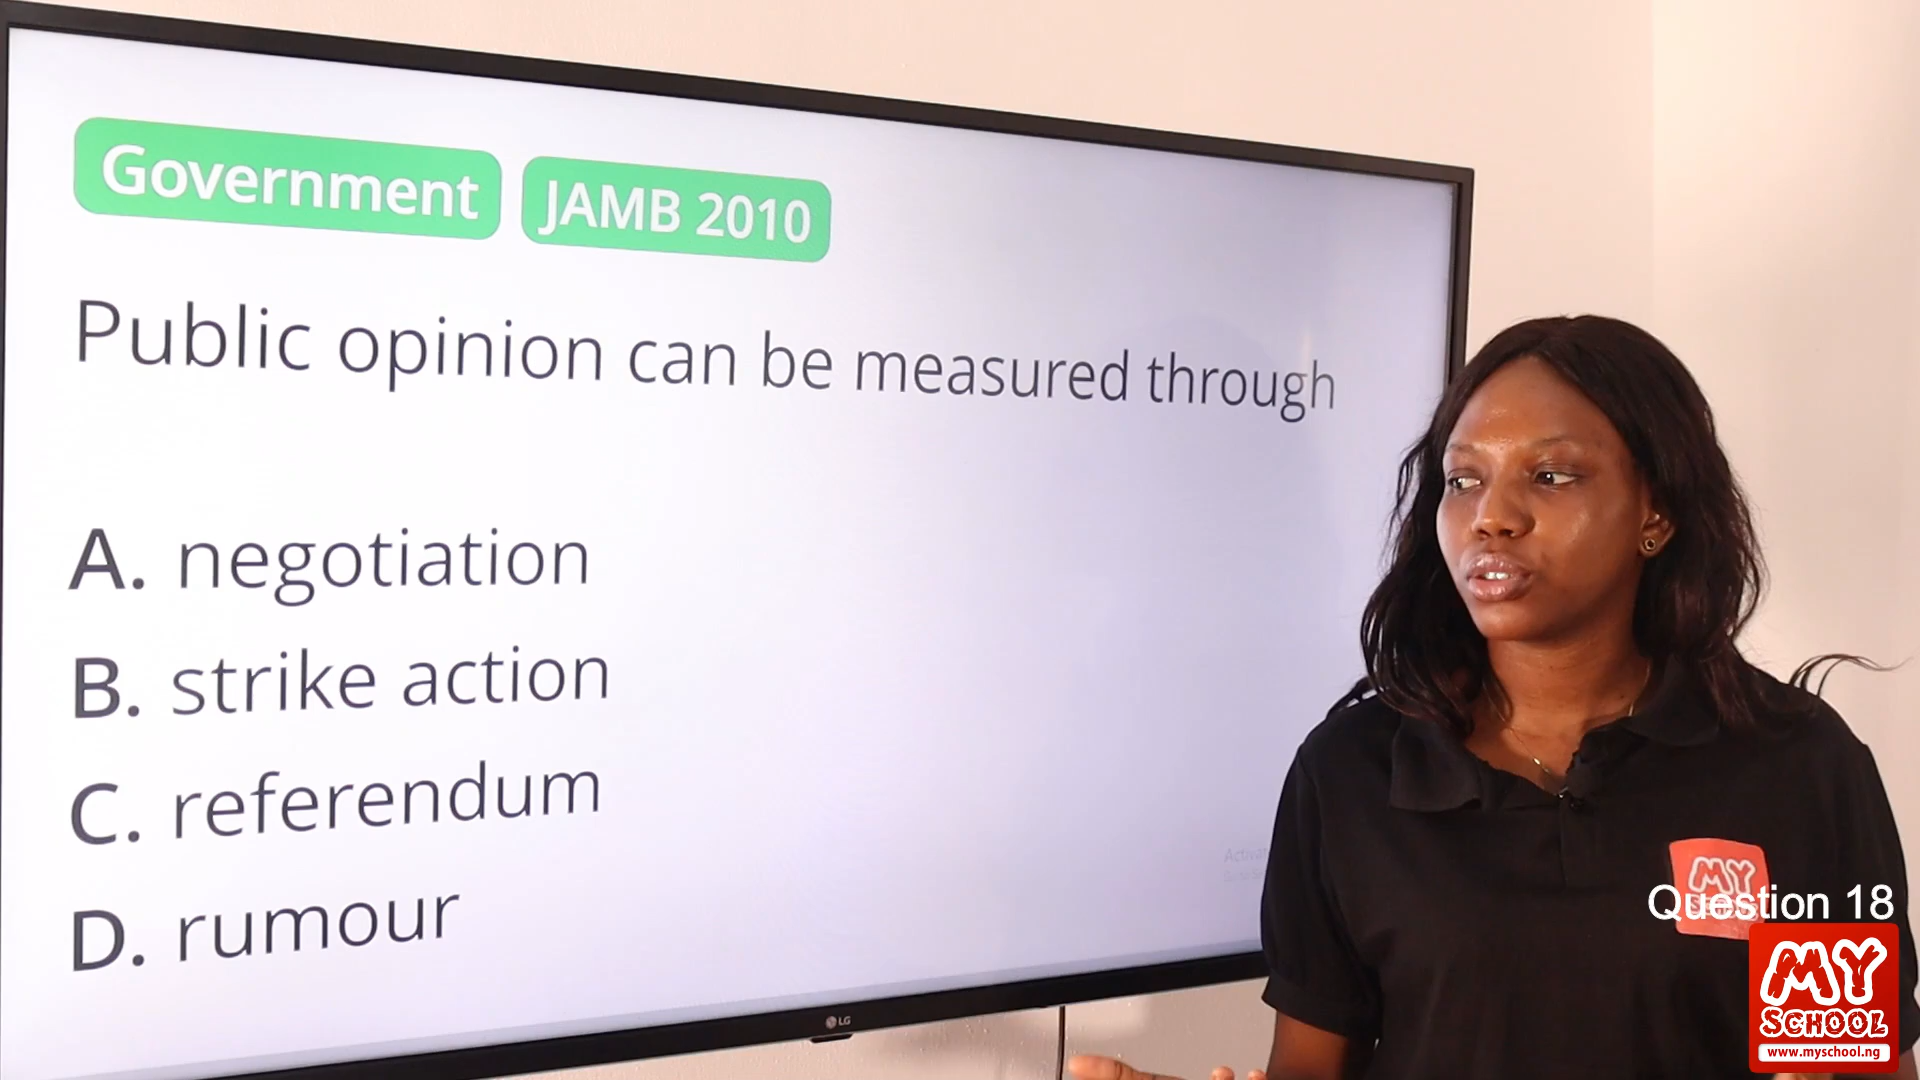 Government JAMB 2010
Public opinion can be measured through
A. negotiation
B. strike action
C. referendum
D. rumour
LG
MY
Question 18
MY
SCHOOL
www.myschool.ng